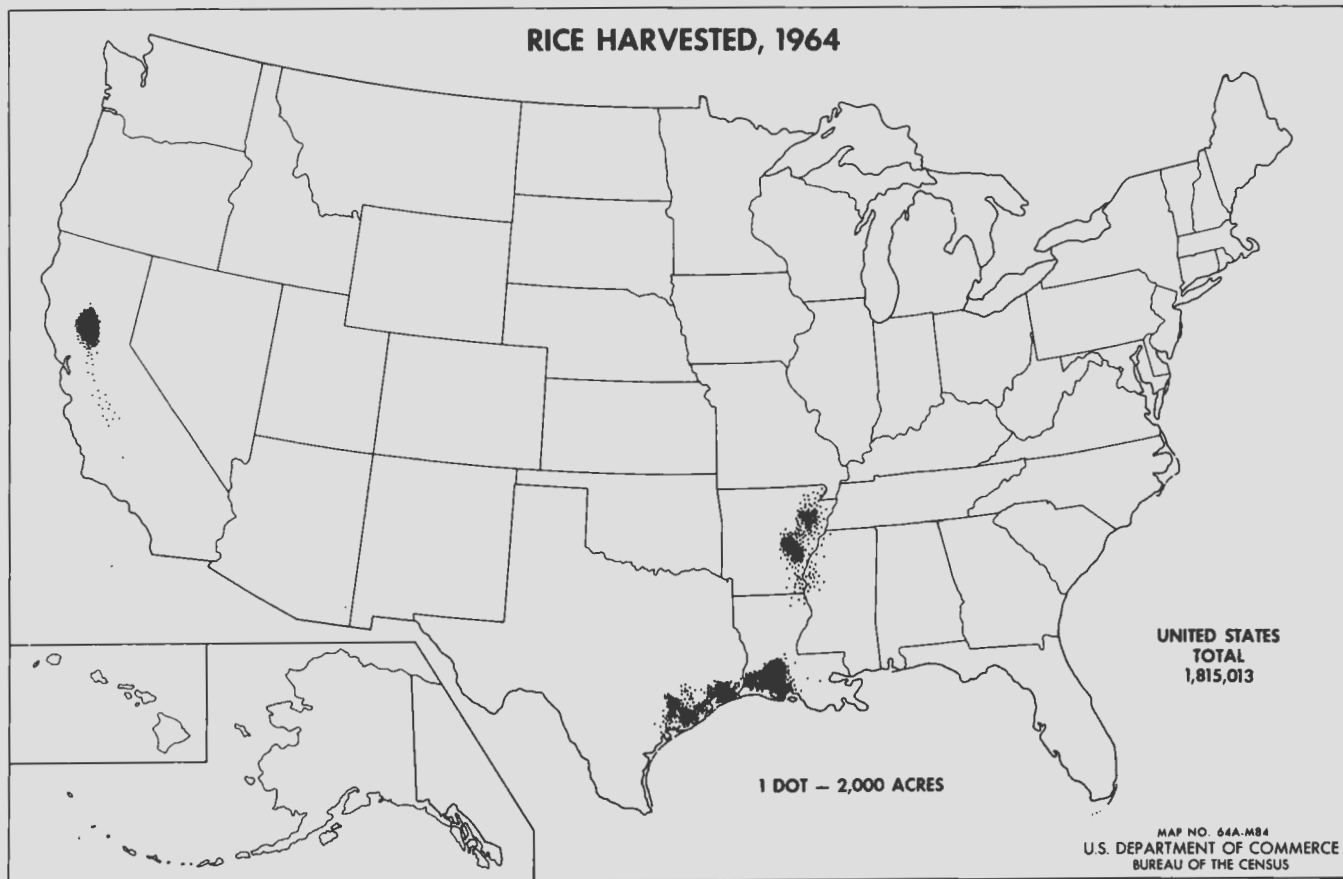 RICE HARVESTED, 1964
UNITED STATES
TOTAL
1,815,013
1 DOT — 2,000 ACRES
MAP NO. 64A-M84
U.S. DEPARTMENT OF COMMERCE
BUREAU OF THE CENSUS